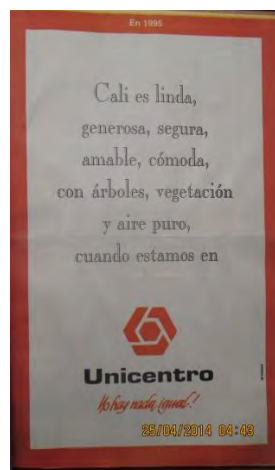 En 1995
Cali es linda,
generosa, segura,
amable, cómoda,
con árboles, vegetación
y aire puro,
cuando estamos en
Unicentro
No hay nada igual!
25/04/2014 04:43